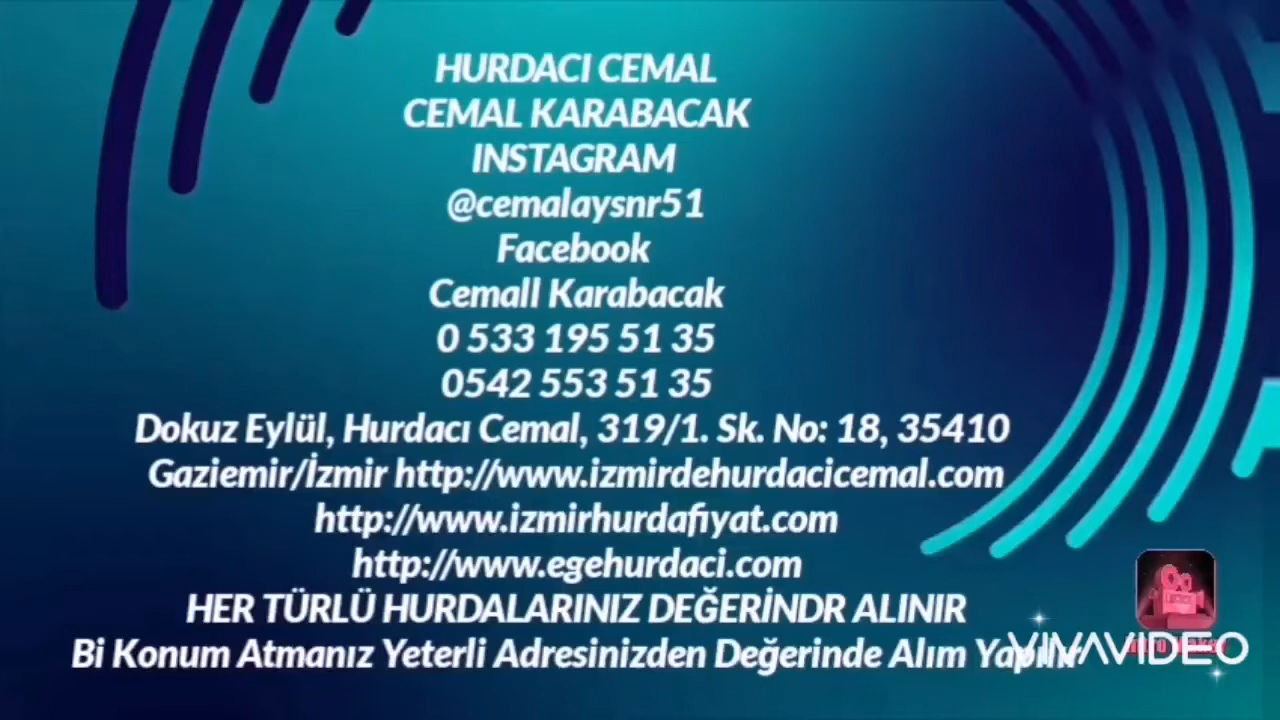 HURDACI CEMAL
CEMAL KARABACAK
INSTAGRAM
@cemalaysnr51
Facebook
Cemall Karabacak
0 533 195 51 35
0542 553 51 35
Dokuz Eylül, Hurdacı Cemal, 319/1. Sk. No: 18, 35410
Gaziemir/İzmir http://www.izmirdehurdacicemal.com
http://www.izmirhurdafiyat.com
http://www.egehurdaci.com
HER TÜRLÜ HURDALARINIZ DEĞERİNDR ALINIR
Bi Konum Atmanız Yeterli Adresinizden Değerinde Alım Yapılır
VIVAVIDEO